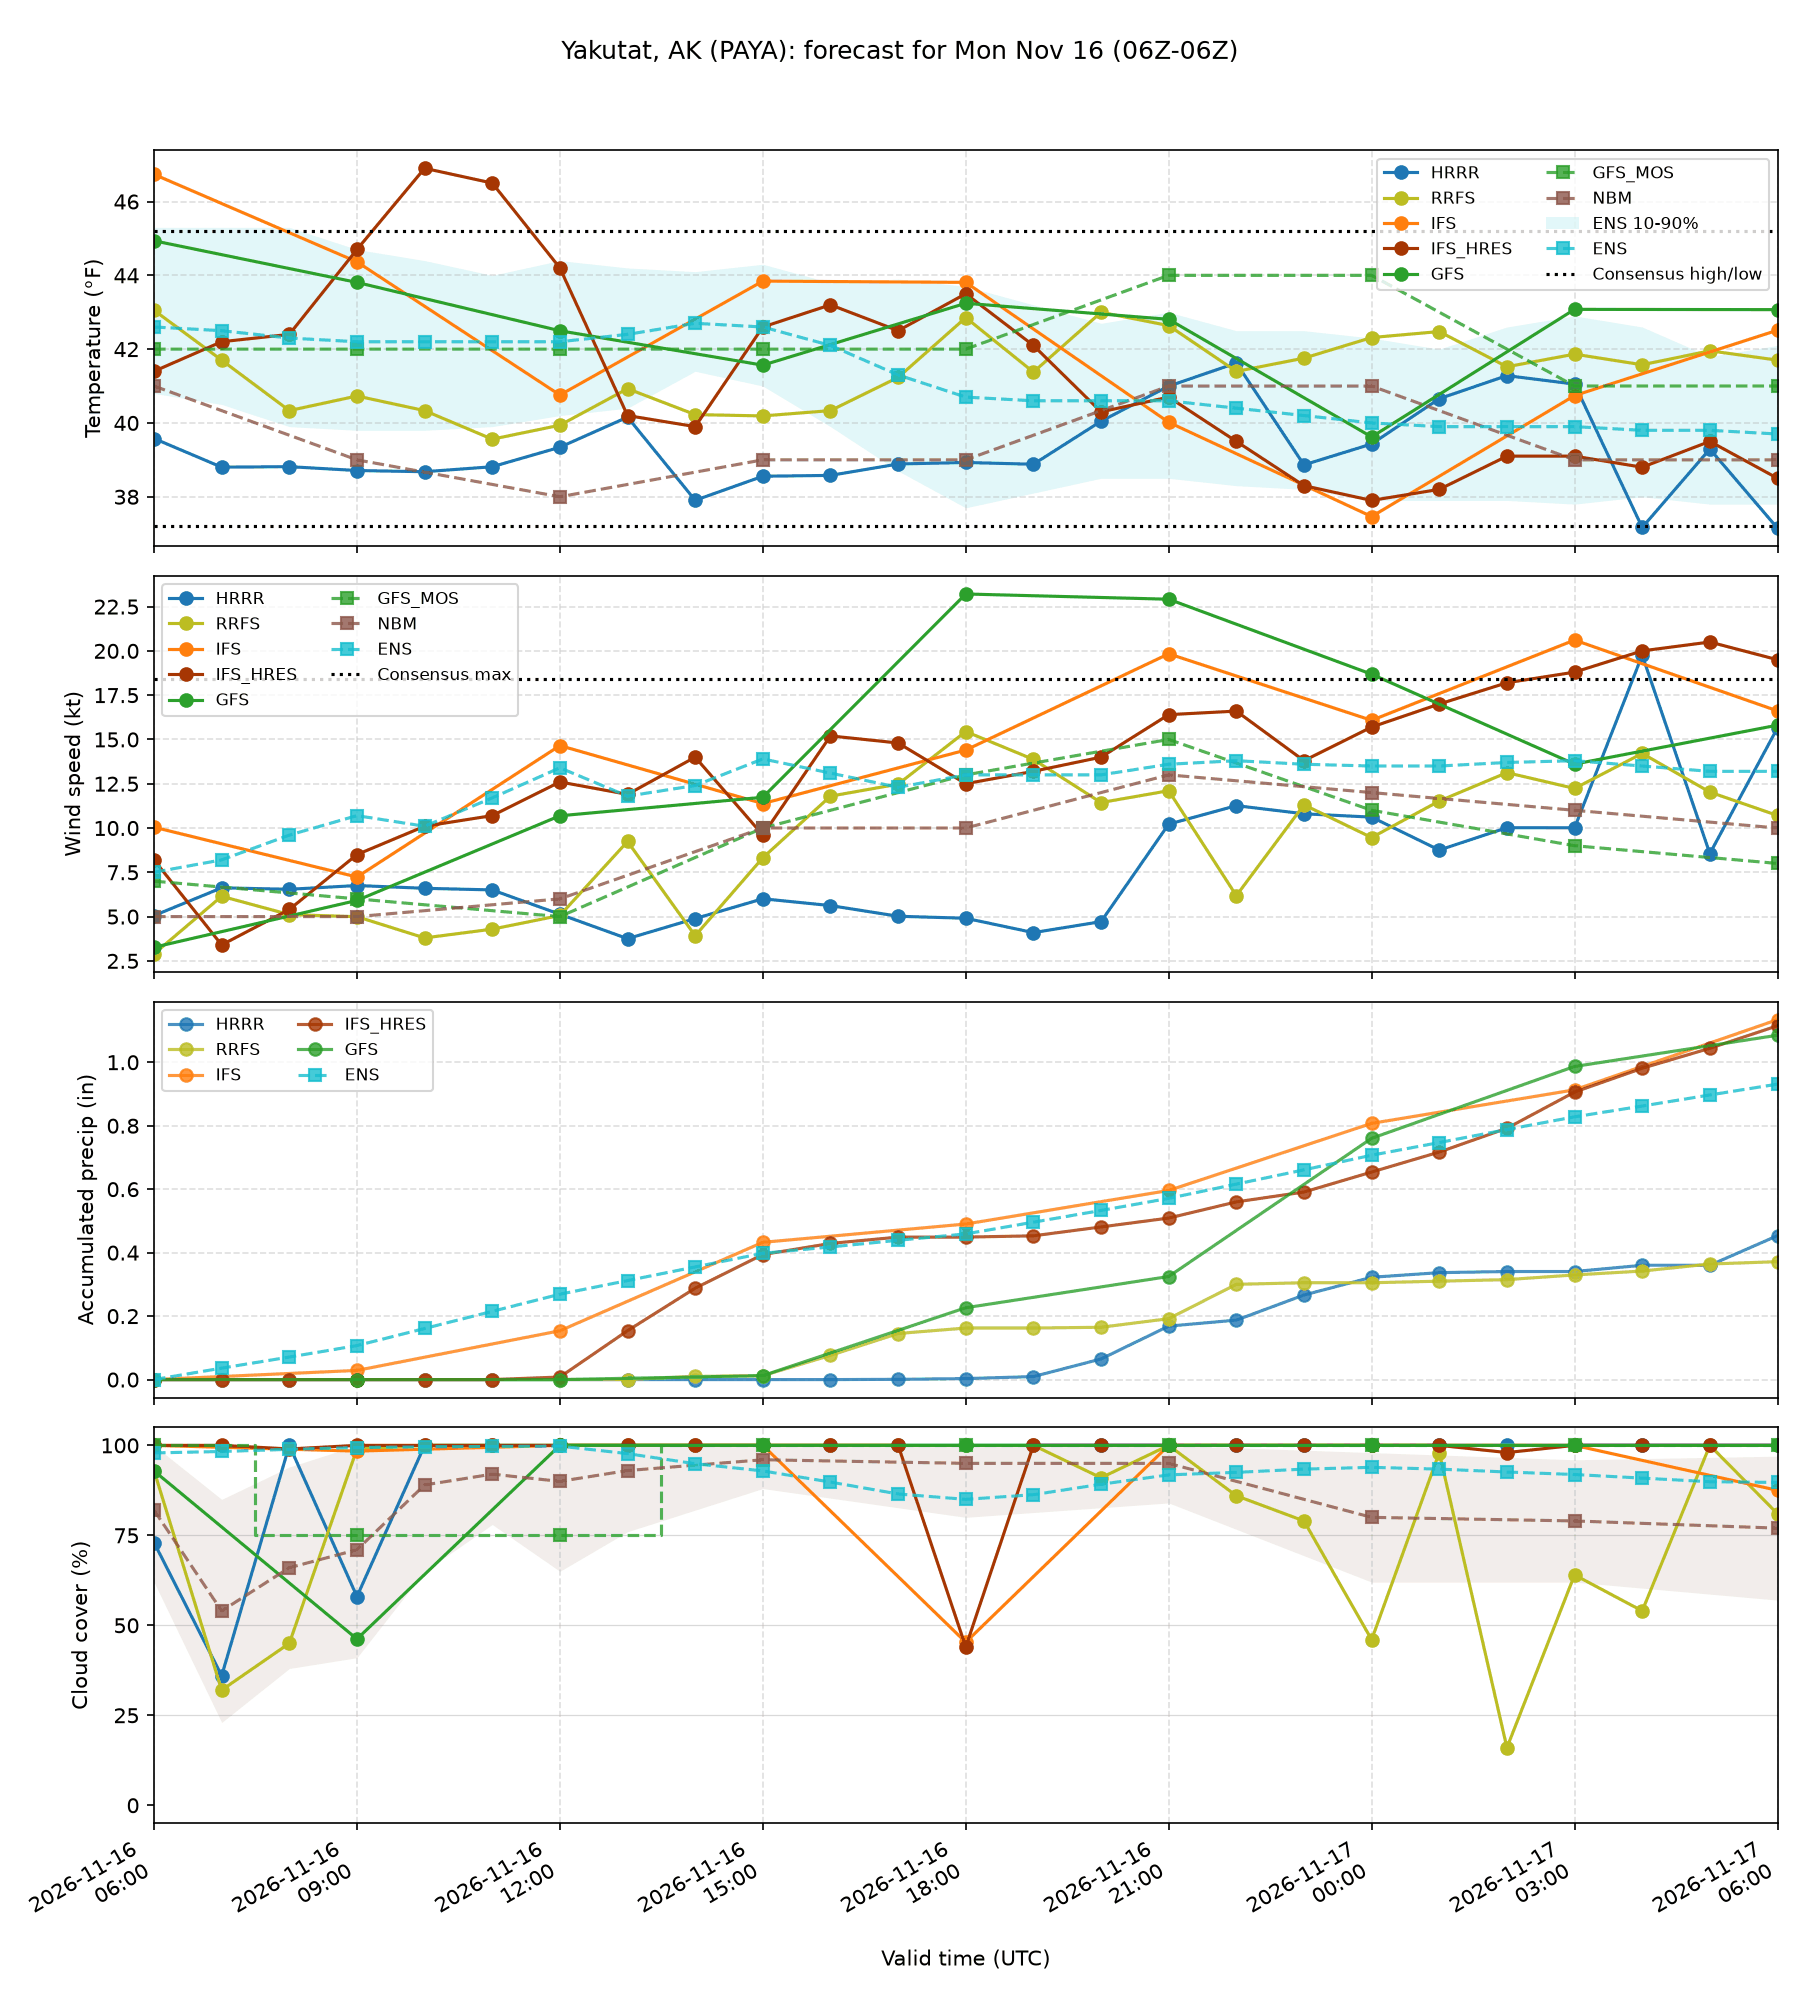 Yakutat, AK (PAYA): forecast for Mon Nov 16 (06Z-06Z)
Temperature (°F)
46
44
42
40
38
HRRR
RRFS
IFS
IFS_HRES
GFS
GFS_MOS
NBM
ENS 10-90%
ENS
Consensus high/low
Wind speed (kt)
22.5
20.0
17.5
15.0
12.5
10.0
7.5
5.0
2.5
HRRR
RRFS
IFS
IFS_HRES
GFS
GFS_MOS
NBM
ENS
Consensus max
Accumulated precip (in)
1.0
0.8
0.6
0.4
0.2
0.0
HRRR
RRFS
IFS
IFS_HRES
GFS
ENS
Cloud cover (%)
100
75
50
25
0
2026-11-16
06:00
2026-11-16
09:00
2026-11-16
12:00
2026-11-16
15:00
2026-11-16
18:00
2026-11-16
21:00
2026-11-17
00:00
2026-11-17
03:00
2026-11-17
06:00
Valid time (UTC)